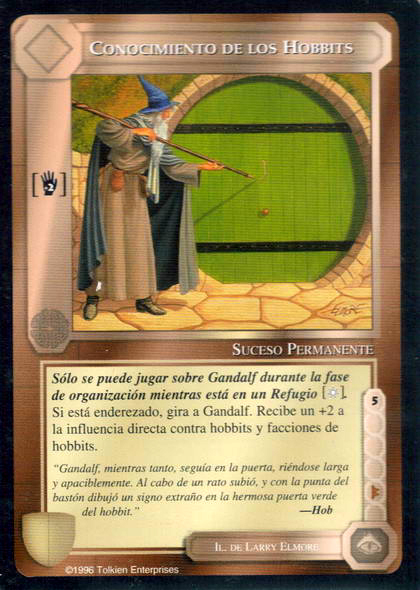 CONOCIMIENTO DE LOS HOBBITS
[2]
SUCESO PERMANENTE
Sólo se puede jugar sobre Gandalf durante la fase
de organización mientras está en un Refugio [ ].
Si está enderezado, gira a Gandalf. Recibe un +2 a
la influencia directa contra hobbits y facciones de
hobbits.
5
"Gandalf, mientras tanto, seguía en la puerta, riéndose larga
y apaciblemente. Al cabo de un rato subió, y con la punta del
bastón dibujó un signo extraño en la hermosa puerta verde
del hobbit." —Hob
IL. DE LARRY ELMORE
©1996 Tolkien Enterprises